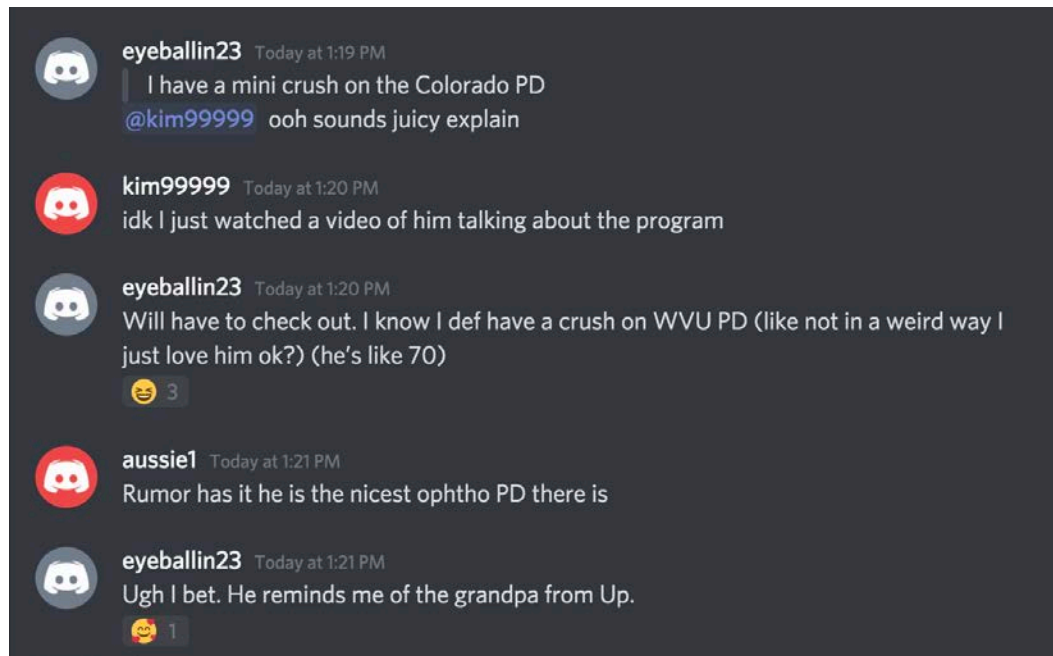 eyeballin23 Today at 1:19 PM
I have a mini crush on the Colorado PD
@kim99999 ooh sounds juicy explain
kim99999 Today at 1:20 PM
idk I just watched a video of him talking about the program
eyeballin23 Today at 1:20 PM
Will have to check out. I know I def have a crush on WVU PD (like not in a weird way I
just love him ok?) (he's like 70)
3
aussie1 Today at 1:21 PM
Rumor has it he is the nicest ophtho PD there is
eyeballin23 Today at 1:21 PM
Ugh I bet. He reminds me of the grandpa from Up.
1